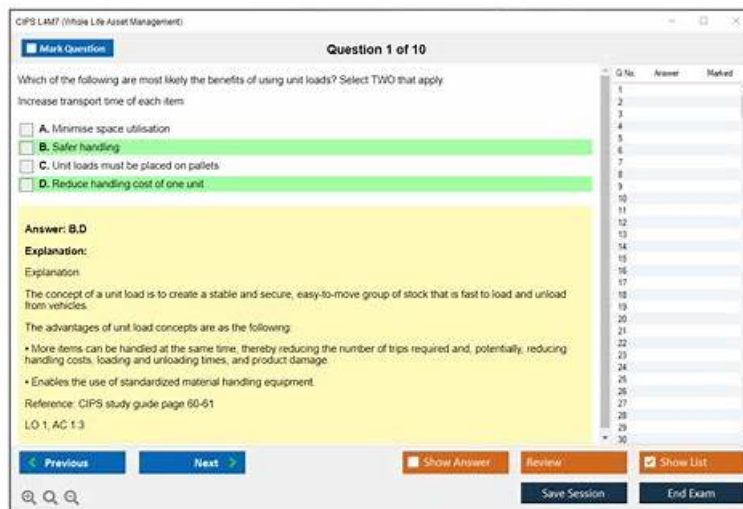 CIPS L4M7 (Whole Life Asset Management)
Mark Question
Question 1 of 10
Which of the following are most likely the benefits of using unit loads? Select TWO that apply
Increase transport time of each item
A. Minimise space utilisation
B. Safer handling
C. Unit loads must be placed on pallets
D. Reduce handling cost of one unit
Answer: B,D
Explanation:
Explanation
The concept of a unit load is to create a stable and secure, easy-to-move group of stock that is fast to load and unload
from vehicles.
The advantages of unit load concepts are as the following:
• More items can be handled at the same time, thereby reducing the number of trips required and, potentially, reducing
handling costs, loading and unloading times, and product damage.
• Enables the use of standardized material handling equipment.
Reference: CIPS study guide page 60-61
LO 1, AC 1.3
Q No. Answer Marked
1
2
3
4
5
6
7
8
9
10
11
12
13
14
15
16
17
18
19
20
21
22
23
24
25
26
27
28
29
30
Previous
Next
Show Answer
Review
Show List
Save Session
End Exam